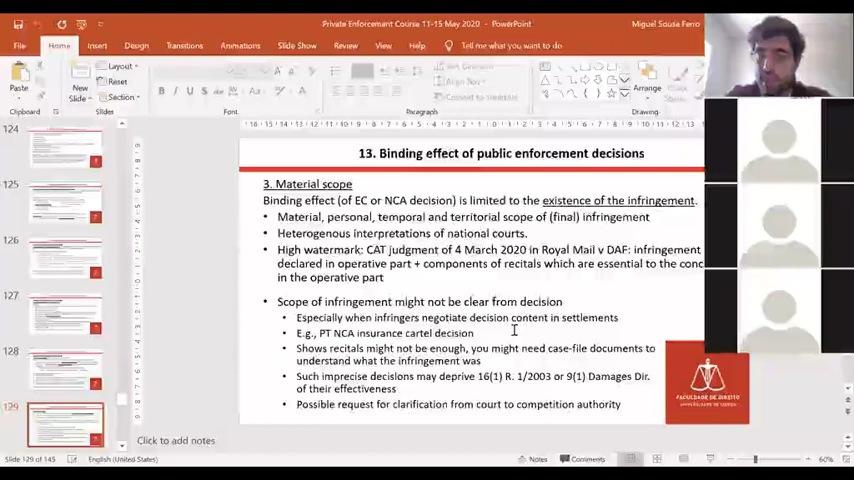 Private Enforcement Course 11-15 May 2020 - PowerPoint
Miguel Sousa Ferro
File Home Insert Design Transitions Animations Slide Show Review View Help Tell me what you want to do
Paste
New
Slide
Layout
Reset
Section
Arrange
Clipboard
Slides
Font
Paragraph
Drawing
124
125
126
127
128
129
13. Binding effect of public enforcement decisions
3. Material scope
Binding effect (of EC or NCA decision) is limited to the existence of the infringement.
• Material, personal, temporal and territorial scope of (final) infringement
• Heterogenous interpretations of national courts.
• High watermark: CAT judgment of 4 March 2020 in Royal Mail v DAF: infringement
declared in operative part + components of recitals which are essential to the conc
in the operative part
• Scope of infringement might not be clear from decision
• Especially when infringers negotiate decision content in settlements
• E.g., PT NCA insurance cartel decision
• Shows recitals might not be enough, you might need case-file documents to
understand what the infringement was
• Such imprecise decisions may deprive 16(1) R. 1/2003 or 9(1) Damages Dir.
of their effectiveness
• Possible request for clarification from court to competition authority
FACULDADE DE DIREITO
UNIVERSIDADE DE LISBOA
Click to add notes
Slide 129 of 145
English (United States)
Notes
Comments
60%